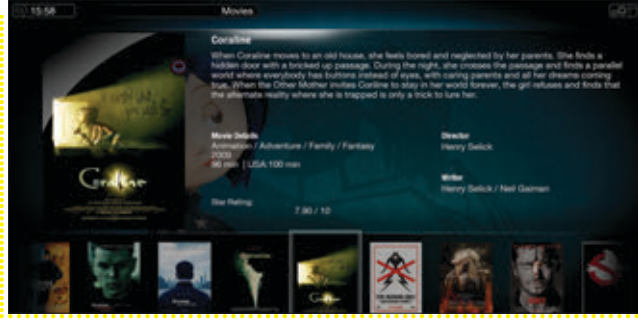 15:58
Movies
Coraline
When Coraline moves to an old house, she feels bored and neglected by her parents. She finds a
hidden door with a bricked up passage. During the night, she crosses the passage and finds a parallel
world where everybody has buttons instead of eyes, with caring parents and all her dreams coming
true. When the Other Mother invites Coriline to stay in her world forever, the girl refuses and finds that
the alternate reality where she is trapped is only a trick to lure her.
Movie Details
Animation / Adventure / Family / Fantasy
2009
96 min | USA:100 min
Director
Henry Selick
Writer
Henry Selick / Neil Gaiman
Star Rating:
7.90 / 10
Coraline